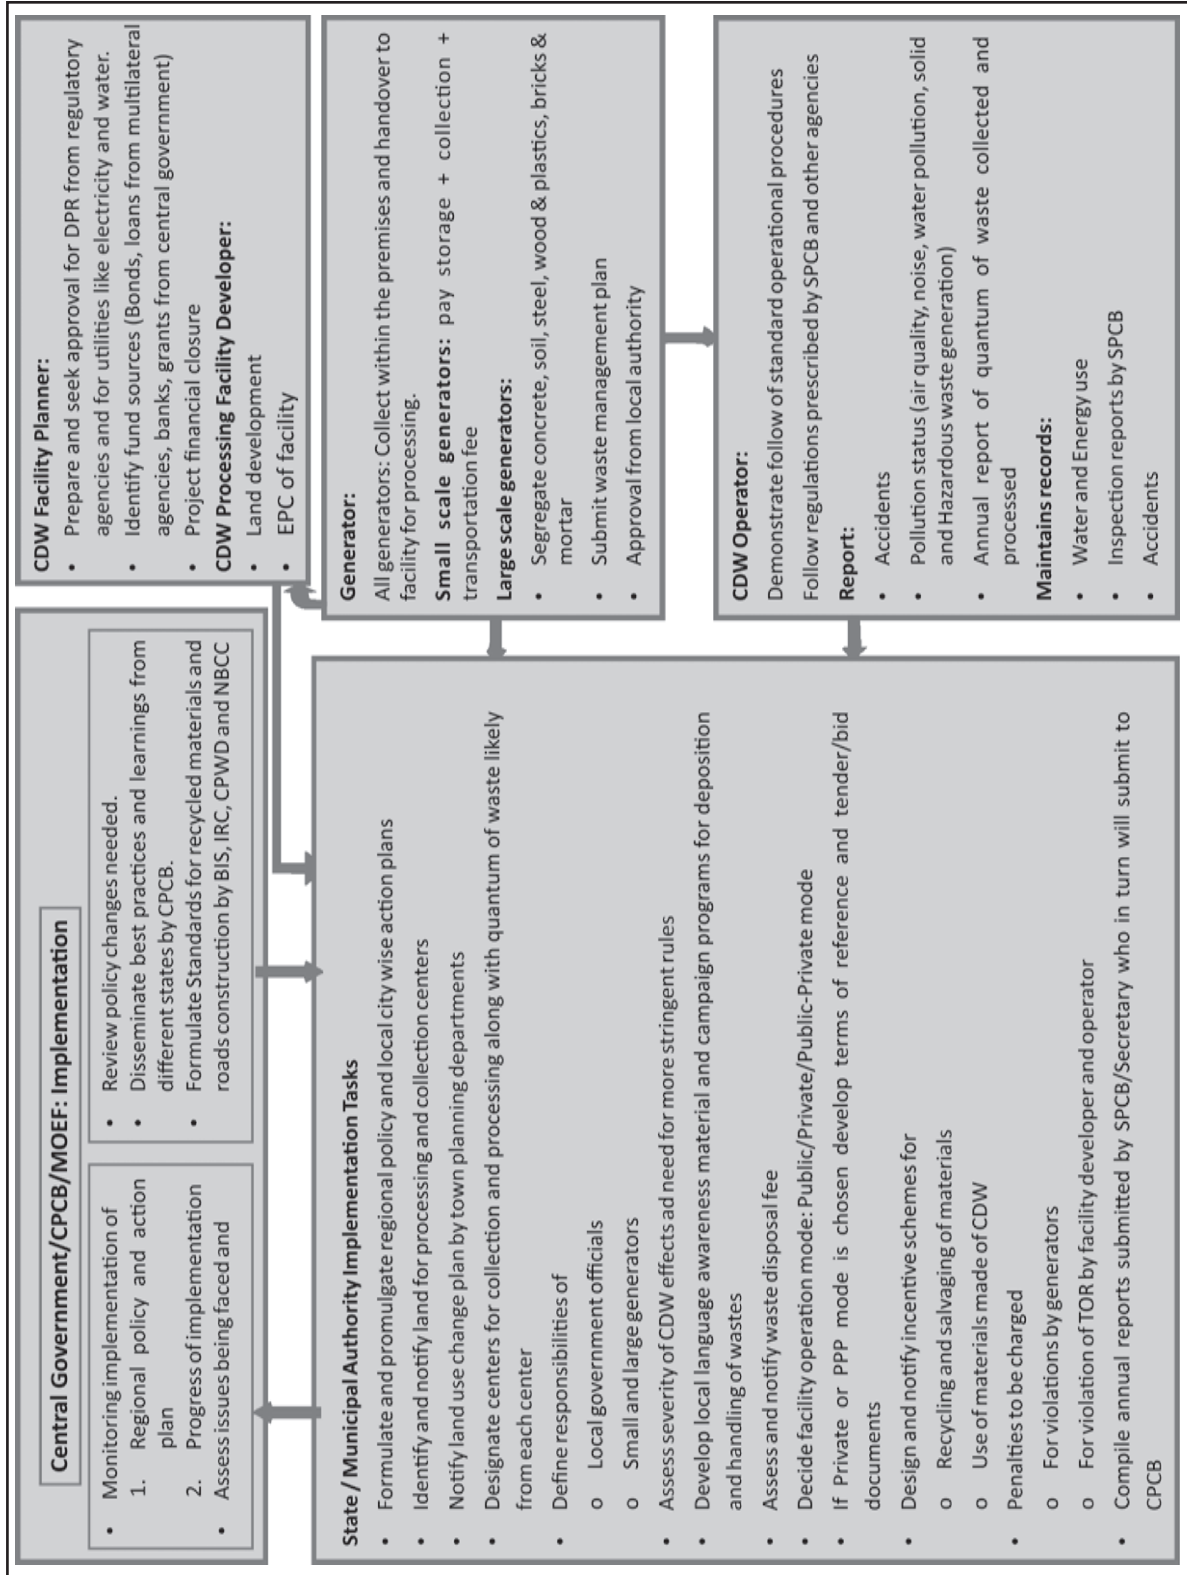 Central Government/CPCB/MOEF: Implementation
• Monitoring implementation of
1. Regional policy and action
plan
2. Progress of implementation
• Assess issues being faced and
• Review policy changes needed.
• Disseminate best practices and learnings from
different states by CPCB.
• Formulate Standards for recycled materials and
roads construction by BIS, IRC, CPWD and NBCC
CDW Facility Planner:
• Prepare and seek approval for DPR from regulatory
agencies and for utilities like electricity and water.
• Identify fund sources (Bonds, loans from multilateral
agencies, banks, grants from central government)
• Project financial closure
CDW Processing Facility Developer:
• Land development
• EPC of facility
State / Municipal Authority Implementation Tasks
• Formulate and promulgate regional policy and local city wise action plans
• Identify and notify land for processing and collection centers
• Notify land use change plan by town planning departments
• Designate centers for collection and processing along with quantum of waste likely
from each center
• Define responsibilities of
o Local government officials
o Small and large generators
• Assess severity of CDW effects ad need for more stringent rules
• Develop local language awareness material and campaign programs for deposition
and handling of wastes
• Assess and notify waste disposal fee
• Decide facility operation mode: Public/Private/Public-Private mode
• If Private or PPP mode is chosen develop terms of reference and tender/bid
documents
• Design and notify incentive schemes for
o Recycling and salvaging of materials
o Use of materials made of CDW
• Penalties to be charged
o For violations by generators
o For violation of TOR by facility developer and operator
• Compile annual reports submitted by SPCB/Secretary who in turn will submit to
CPCB
Generator:
All generators: Collect within the premises and handover to
facility for processing.
Small scale generators: pay storage + collection +
transportation fee
Large scale generators:
• Segregate concrete, soil, steel, wood & plastics, bricks &
mortar
• Submit waste management plan
• Approval from local authority
CDW Operator:
Demonstrate follow of standard operational procedures
Follow regulations prescribed by SPCB and other agencies
Report:
• Accidents
• Pollution status (air quality, noise, water pollution, solid
and Hazardous waste generation)
• Annual report of quantum of waste collected and
processed
Maintains records:
• Water and Energy use
• Inspection reports by SPCB
• Accidents